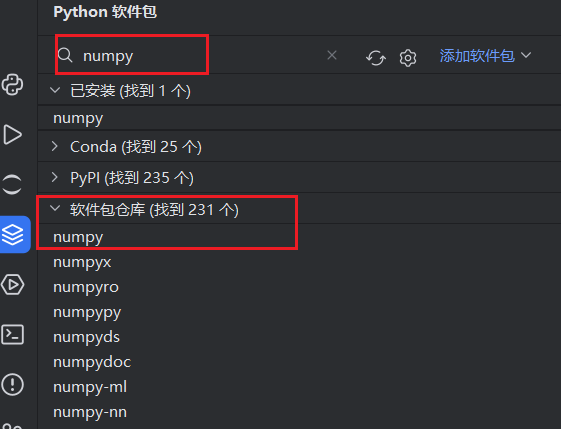 Python 软件包
numpy
添加软件包
已安装 (找到 1 个)
numpy
Conda (找到 25 个)
PyPI (找到 235 个)
软件包仓库 (找到 231 个)
numpy
numpyx
numpyro
numpypy
numpyds
numpydoc
numpy-ml
numpy-nn